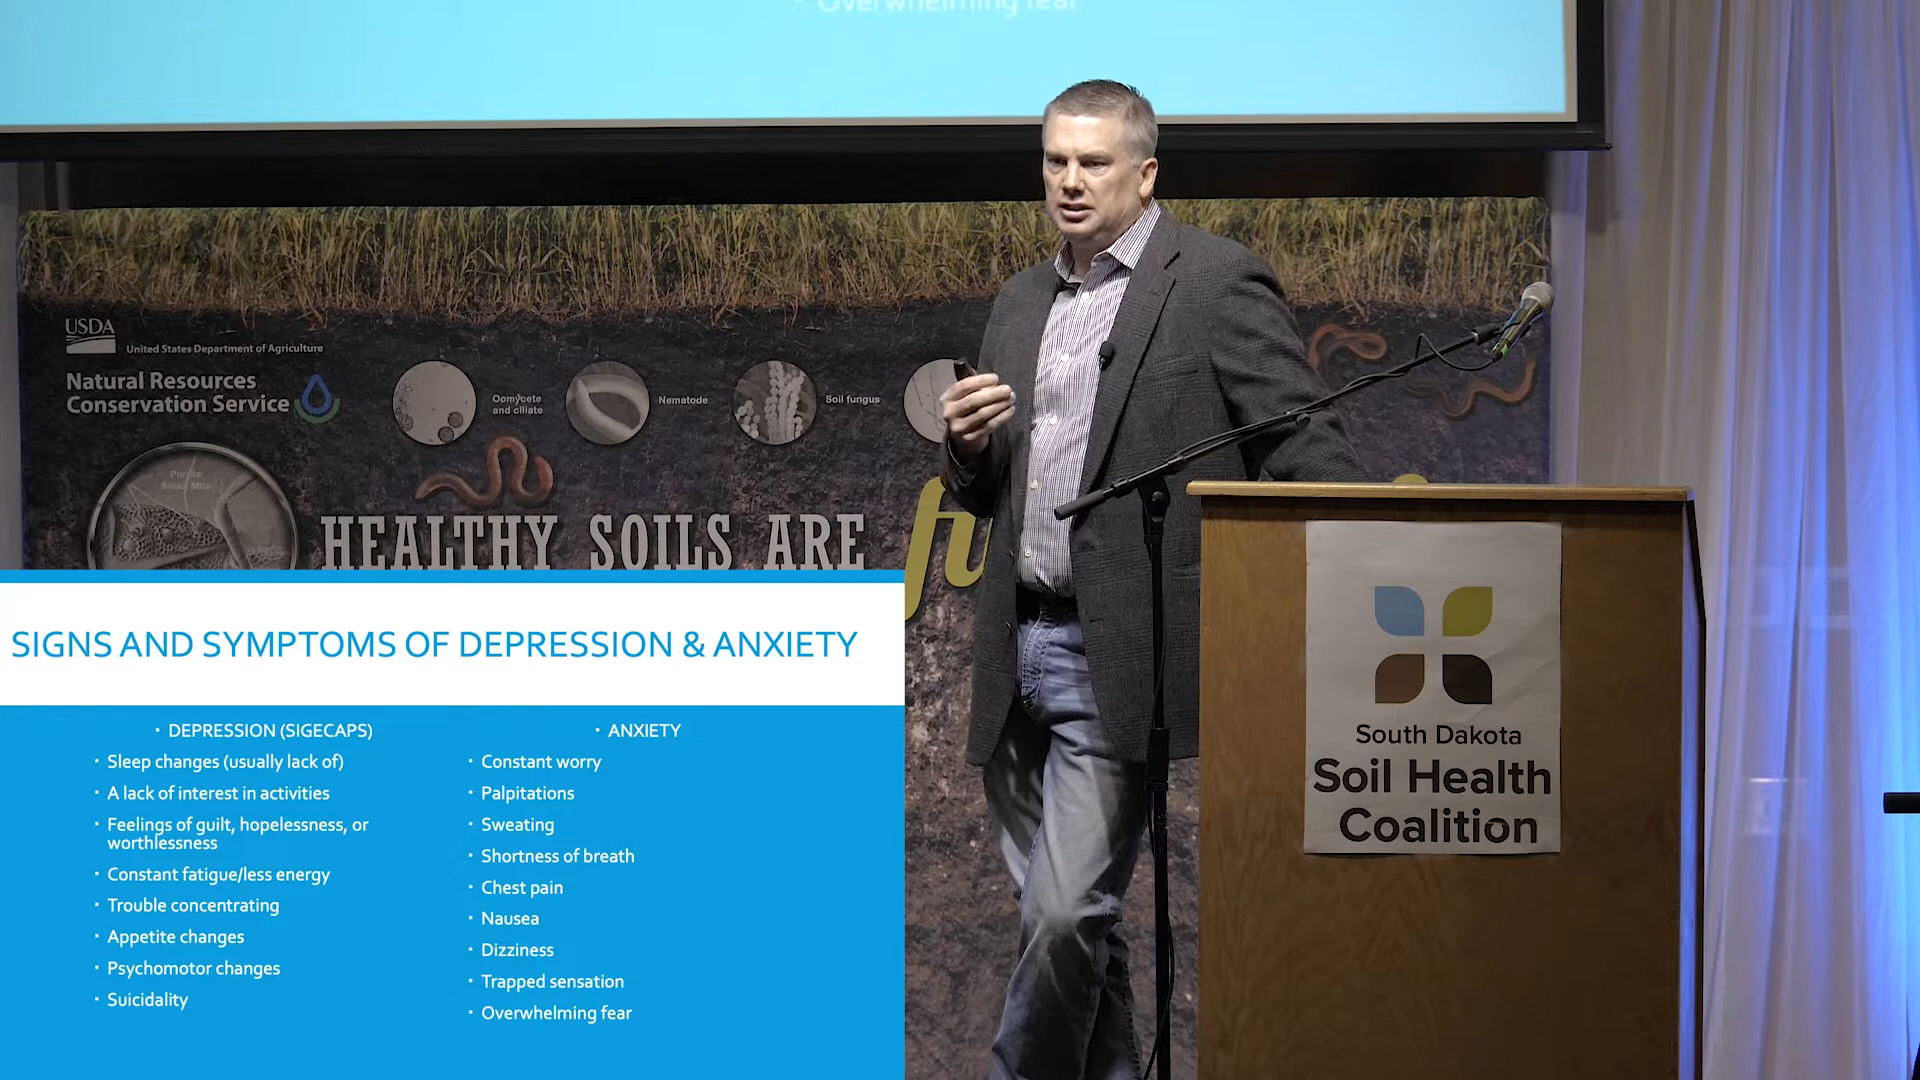 Overwhelming fear
USDA
United States Department of Agriculture
Natural Resources
Conservation Service
Oomycete
and ciliate
Nematode
Soil fungus
Purple
Snout Mite
HEALTHY SOILS ARE
SIGNS AND SYMPTOMS OF DEPRESSION & ANXIETY
· DEPRESSION (SIGECAPS)
· Sleep changes (usually lack of)
· A lack of interest in activities
· Feelings of guilt, hopelessness, or
worthlessness
· Constant fatigue/less energy
· Trouble concentrating
· Appetite changes
· Psychomotor changes
· Suicidality
· ANXIETY
· Constant worry
· Palpitations
· Sweating
· Shortness of breath
· Chest pain
· Nausea
· Dizziness
· Trapped sensation
· Overwhelming fear
South Dakota
Soil Health
Coalition